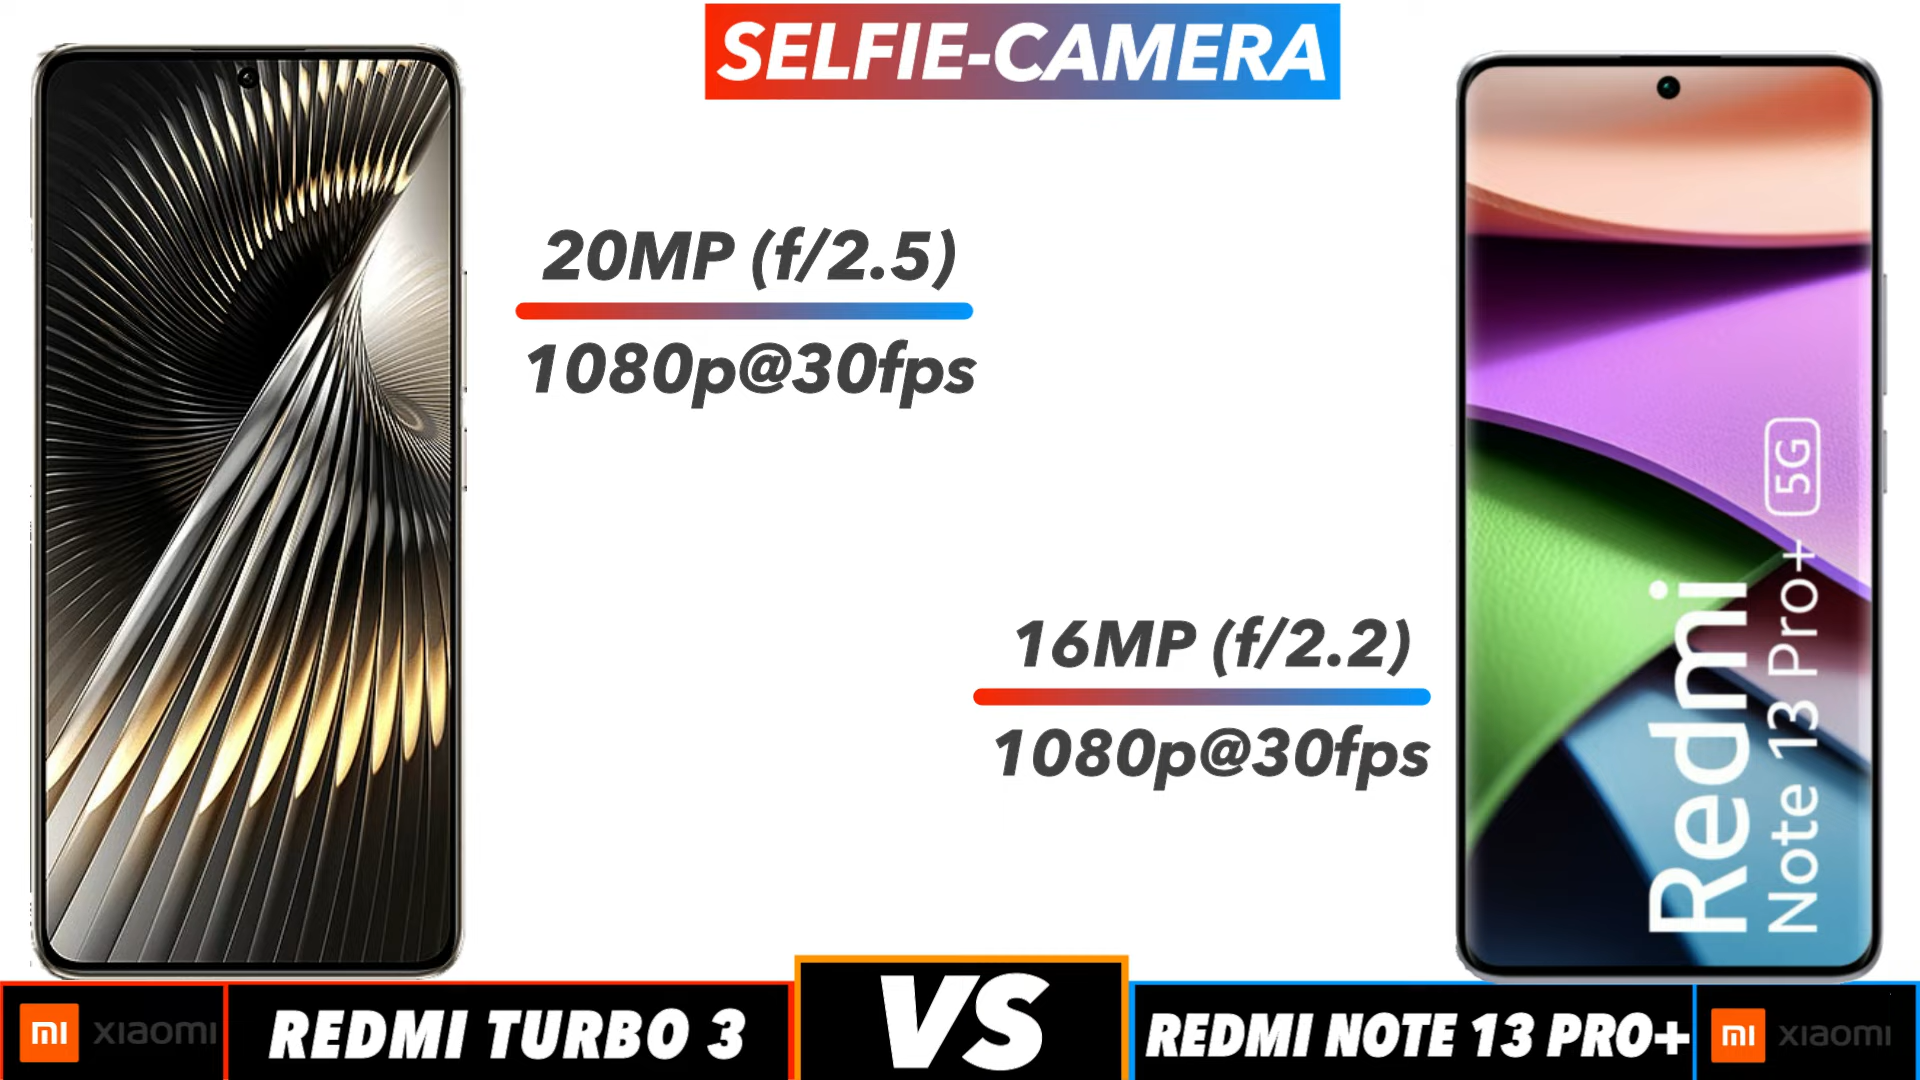 SELFIE-CAMERA
20MP (f/2.5)
1080p@30fps
16MP (f/2.2)
1080p@30fps
Redmi
Note 13 Pro+ 5G
mi xiaomi
REDMI TURBO 3
VS
REDMI NOTE 13 PRO+
mi xiaomi